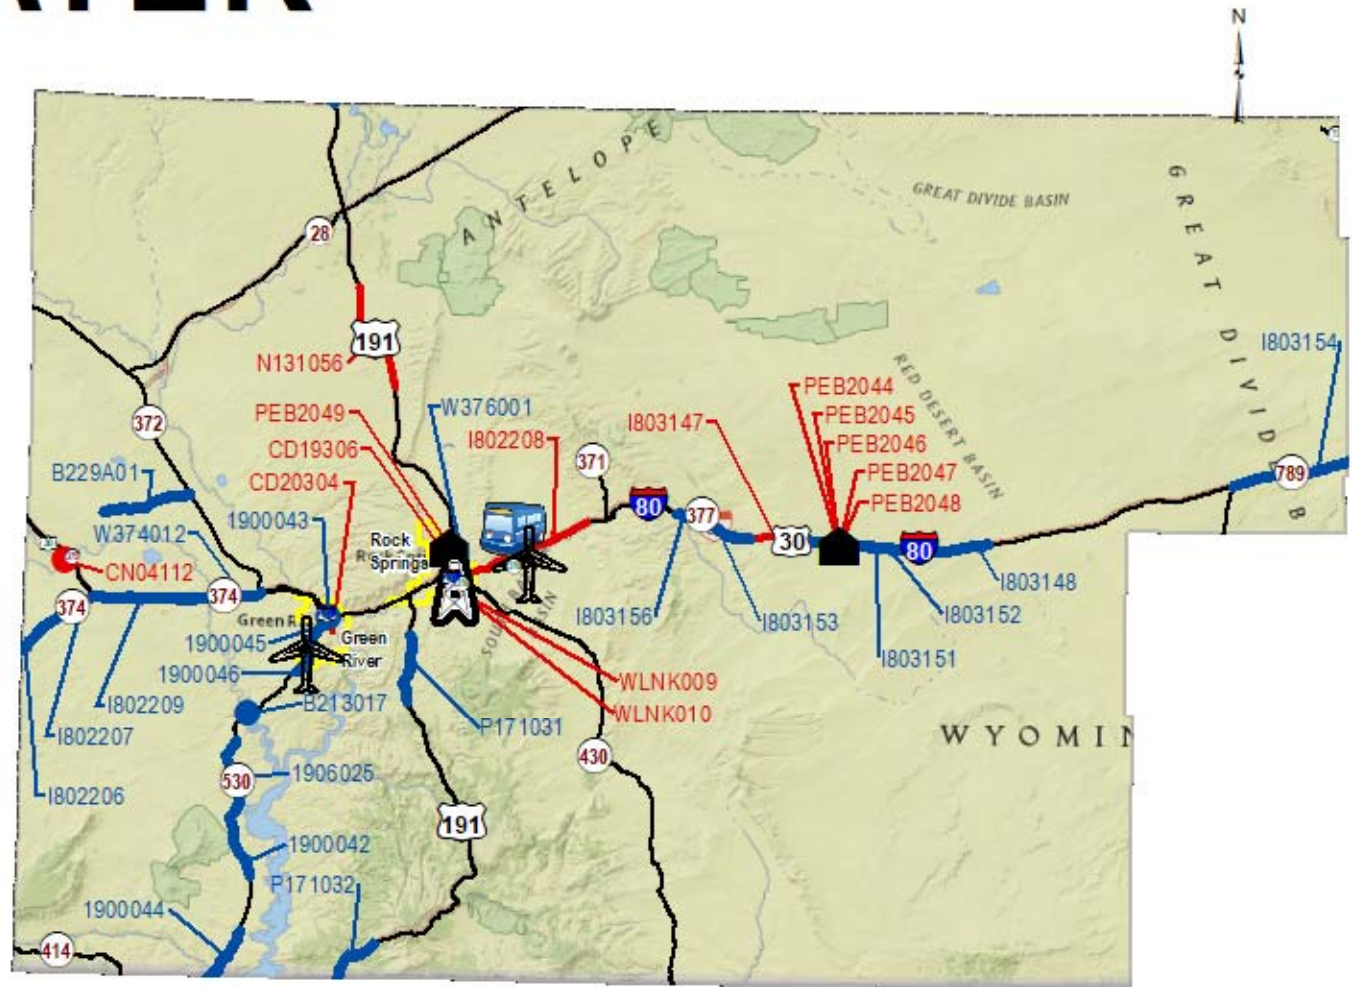 N
ANTELOPE
GREAT DIVIDE BASIN
GREAT DIVID B
28
191
N131056
I803154
RED DESERT BASIN
PEB2044
PEB2049
W376001
PEB2045
372
CD19306
I802208
I803147
PEB2046
371
B229A01
CD20304
PEB2047
789
PEB2048
80
377
1900043
W374012
Rock
Springs
30
80
CN04112
I803148
374
374
Green R
I803156
I803153
I803152
1900045
Green
River
I803151
1900046
WLNK009
I802209
B213017
WLNK010
I802207
P171031
WYOMIN
430
530
1906025
I802206
191
1900042
P171032
1900044
414